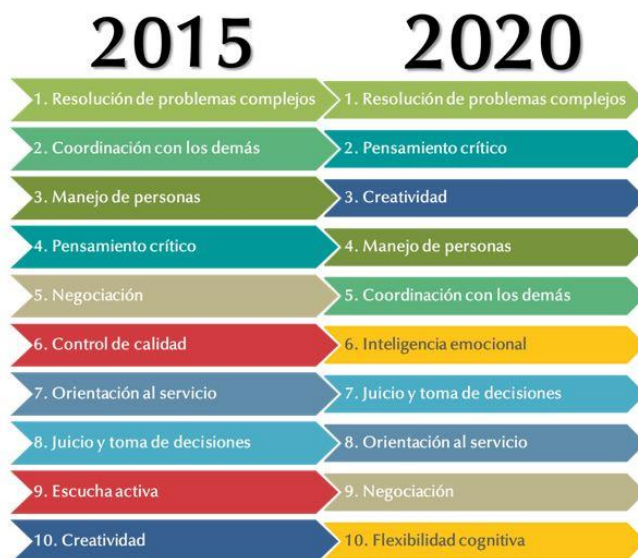 2015 2020
1. Resolución de problemas complejos 1. Resolución de problemas complejos
2. Coordinación con los demás 2. Pensamiento crítico
3. Manejo de personas 3. Creatividad
4. Pensamiento crítico 4. Manejo de personas
5. Negociación 5. Coordinación con los demás
6. Control de calidad 6. Inteligencia emocional
7. Orientación al servicio 7. Juicio y toma de decisiones
8. Juicio y toma de decisiones 8. Orientación al servicio
9. Escucha activa 9. Negociación
10. Creatividad 10. Flexibilidad cognitiva